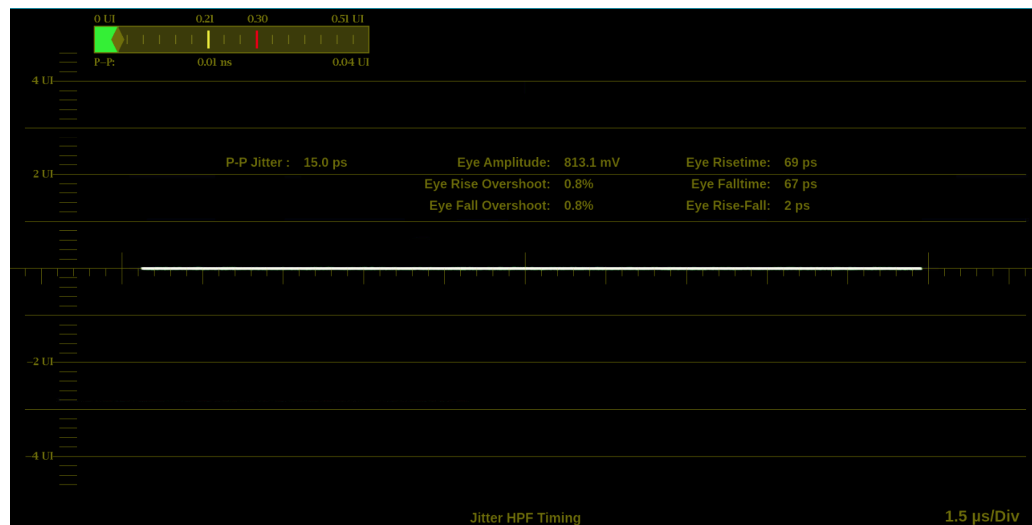 0 UI 0.21 0.30 0.51 UI
P-P: 0.01 ns 0.04 UI
4 UI
P-P Jitter : 15.0 ps Eye Amplitude: 813.1 mV Eye Risetime: 69 ps
2 UI
Eye Rise Overshoot: 0.8% Eye Falltime: 67 ps
Eye Fall Overshoot: 0.8% Eye Rise-Fall: 2 ps
-2 UI
-4 UI
Jitter HPF Timing 1.5 µs/Div